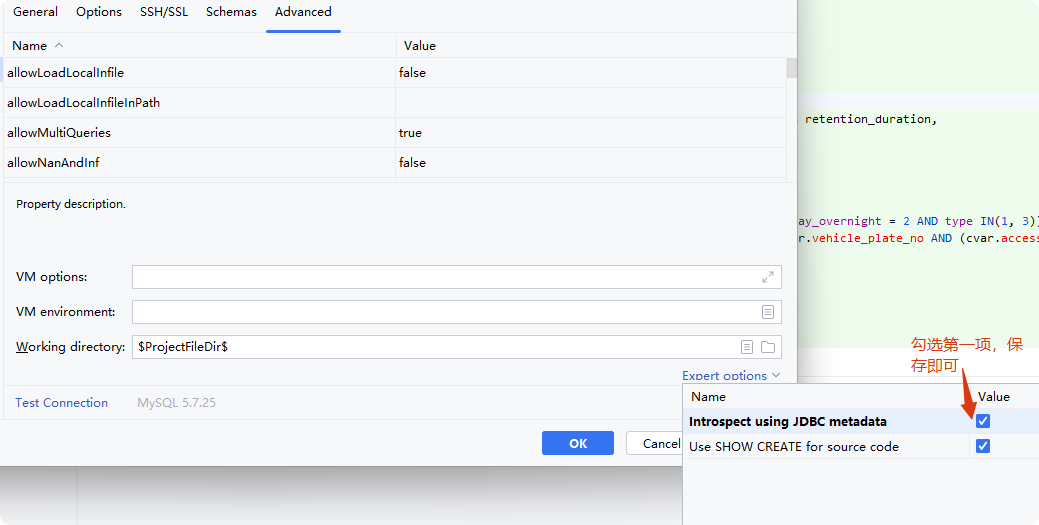 General Options SSH/SSL Schemas Advanced
Name Value
allowLoadLocalInfile false
allowLoadLocalInfileInPath
allowMultiQueries true
allowNanAndInf false
Property description.
VM options:
VM environment:
Working directory: $ProjectFileDir$
Expert options
Test Connection MySQL 5.7.25
OK Cancel
retention_duration,
ay_overnight = 2 AND type IN(1, 3)
r.vehicle_plate_no AND (cvar.access
勾选第一项，保
存即可
Name Value
Introspect using JDBC metadata
Use SHOW CREATE for source code